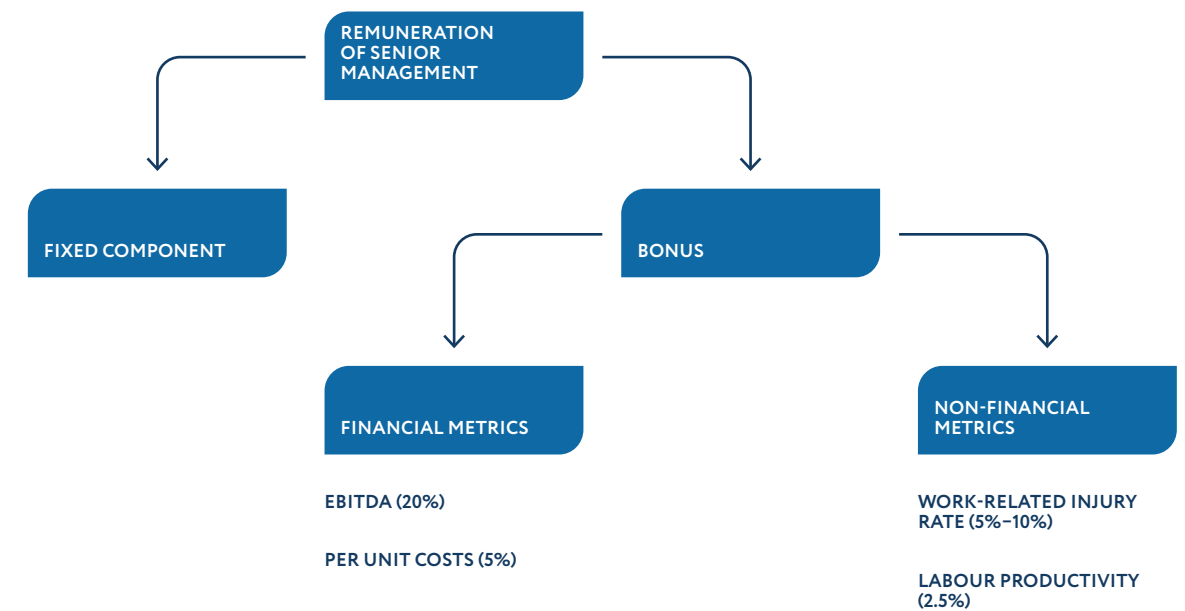 REMUNERATION
OF SENIOR
MANAGEMENT
FIXED COMPONENT
BONUS
FINANCIAL METRICS
NON-FINANCIAL
METRICS
EBITDA (20%)
PER UNIT COSTS (5%)
WORK-RELATED INJURY
RATE (5%–10%)
LABOUR PRODUCTIVITY
(2.5%)